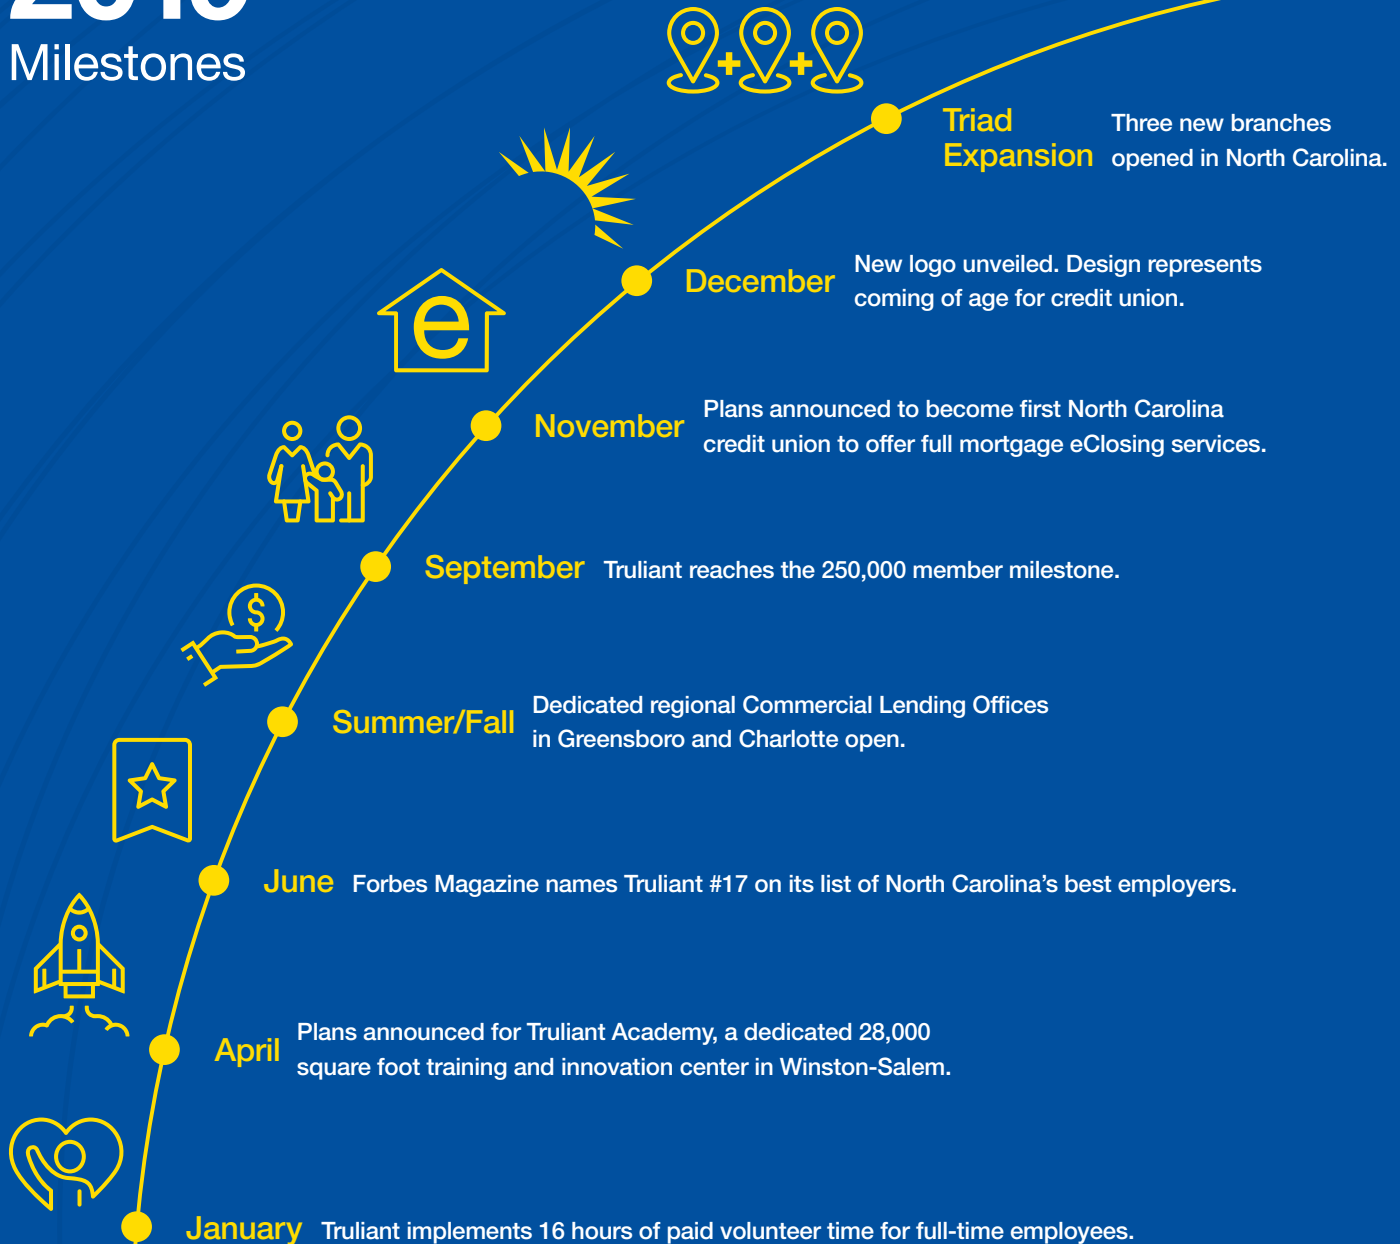 Milestones
Triad
Expansion
Three new branches
opened in North Carolina.
December
New logo unveiled. Design represents
coming of age for credit union.
e
November
Plans announced to become first North Carolina
credit union to offer full mortgage eClosing services.
September Truliant reaches the 250,000 member milestone.
$
Summer/Fall
Dedicated regional Commercial Lending Offices
in Greensboro and Charlotte open.
June Forbes Magazine names Truliant #17 on its list of North Carolina’s best employers.
April
Plans announced for Truliant Academy, a dedicated 28,000
square foot training and innovation center in Winston-Salem.
January Truliant implements 16 hours of paid volunteer time for full-time employees.